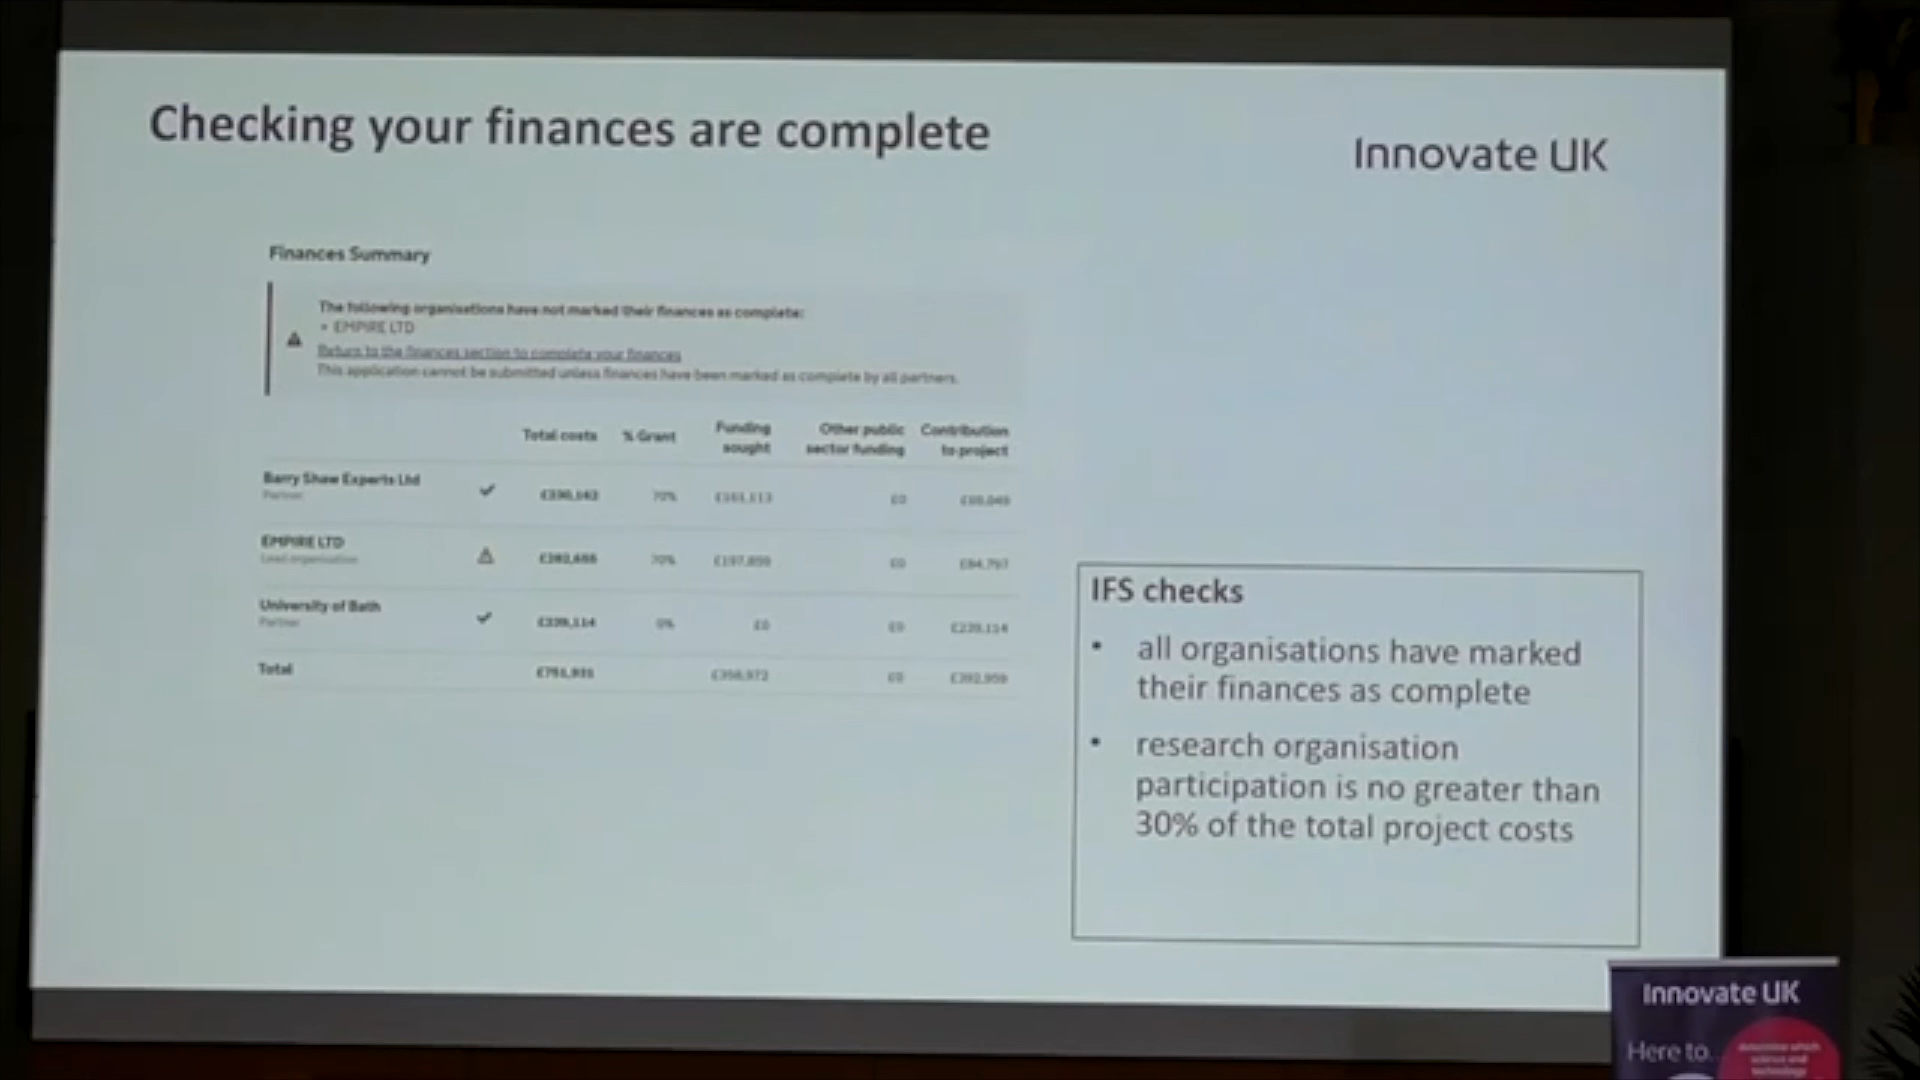 Checking your finances are complete
Innovate UK
Finances Summary
The following organisations have not marked their finances as complete:
• EMPIRE LTD
Return to the finances section to complete your finances
This application cannot be submitted unless finances have been marked as complete by all partners.
Total costs % Grant Funding sought Other public sector funding Contribution to project
Barry Shaw Experts Ltd
Partner
70% £0
EMPIRE LTD
Lead organisation
70% £0
University of Bath
Partner
0% £0 £0
Total
£0
IFS checks
• all organisations have marked
their finances as complete
• research organisation
participation is no greater than
30% of the total project costs
Innovate UK
Here to